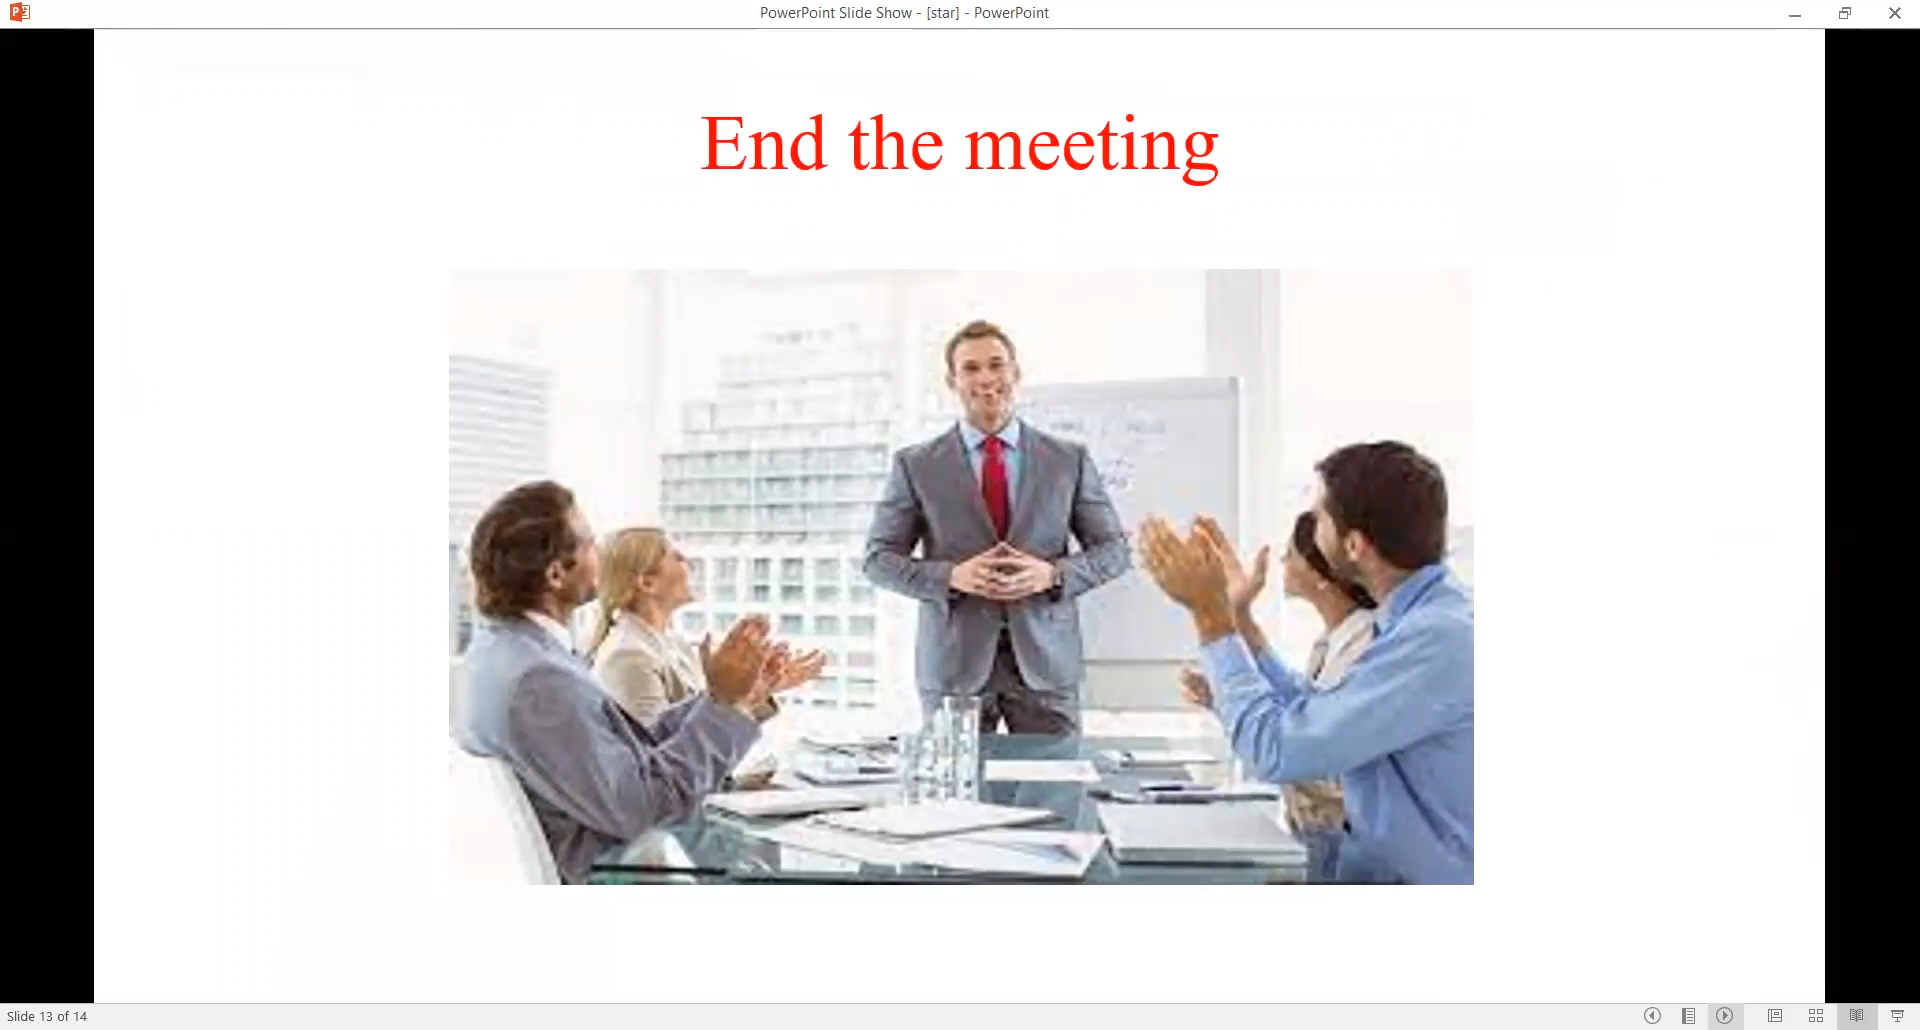 PowerPoint Slide Show - [star] - PowerPoint
End the meeting
Slide 13 of 14